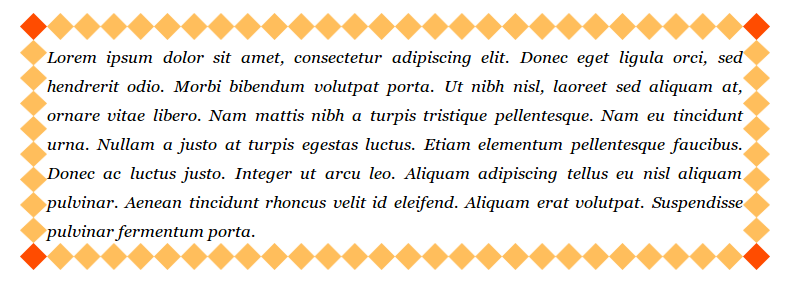 Lorem ipsum dolor sit amet, consectetur adipiscing elit. Donec eget ligula orci, sed
hendrerit odio. Morbi bibendum volutpat porta. Ut nibh nisl, laoreet sed aliquam at,
ornare vitae libero. Nam mattis nibh a turpis tristique pellentesque. Nam eu tincidunt
urna. Nullam a justo at turpis egestas luctus. Etiam elementum pellentesque faucibus.
Donec ac luctus justo. Integer ut arcu leo. Aliquam adipiscing tellus eu nisl aliquam
pulvinar. Aenean tincidunt rhoncus velit id eleifend. Aliquam erat volutpat. Suspendisse
pulvinar fermentum porta.